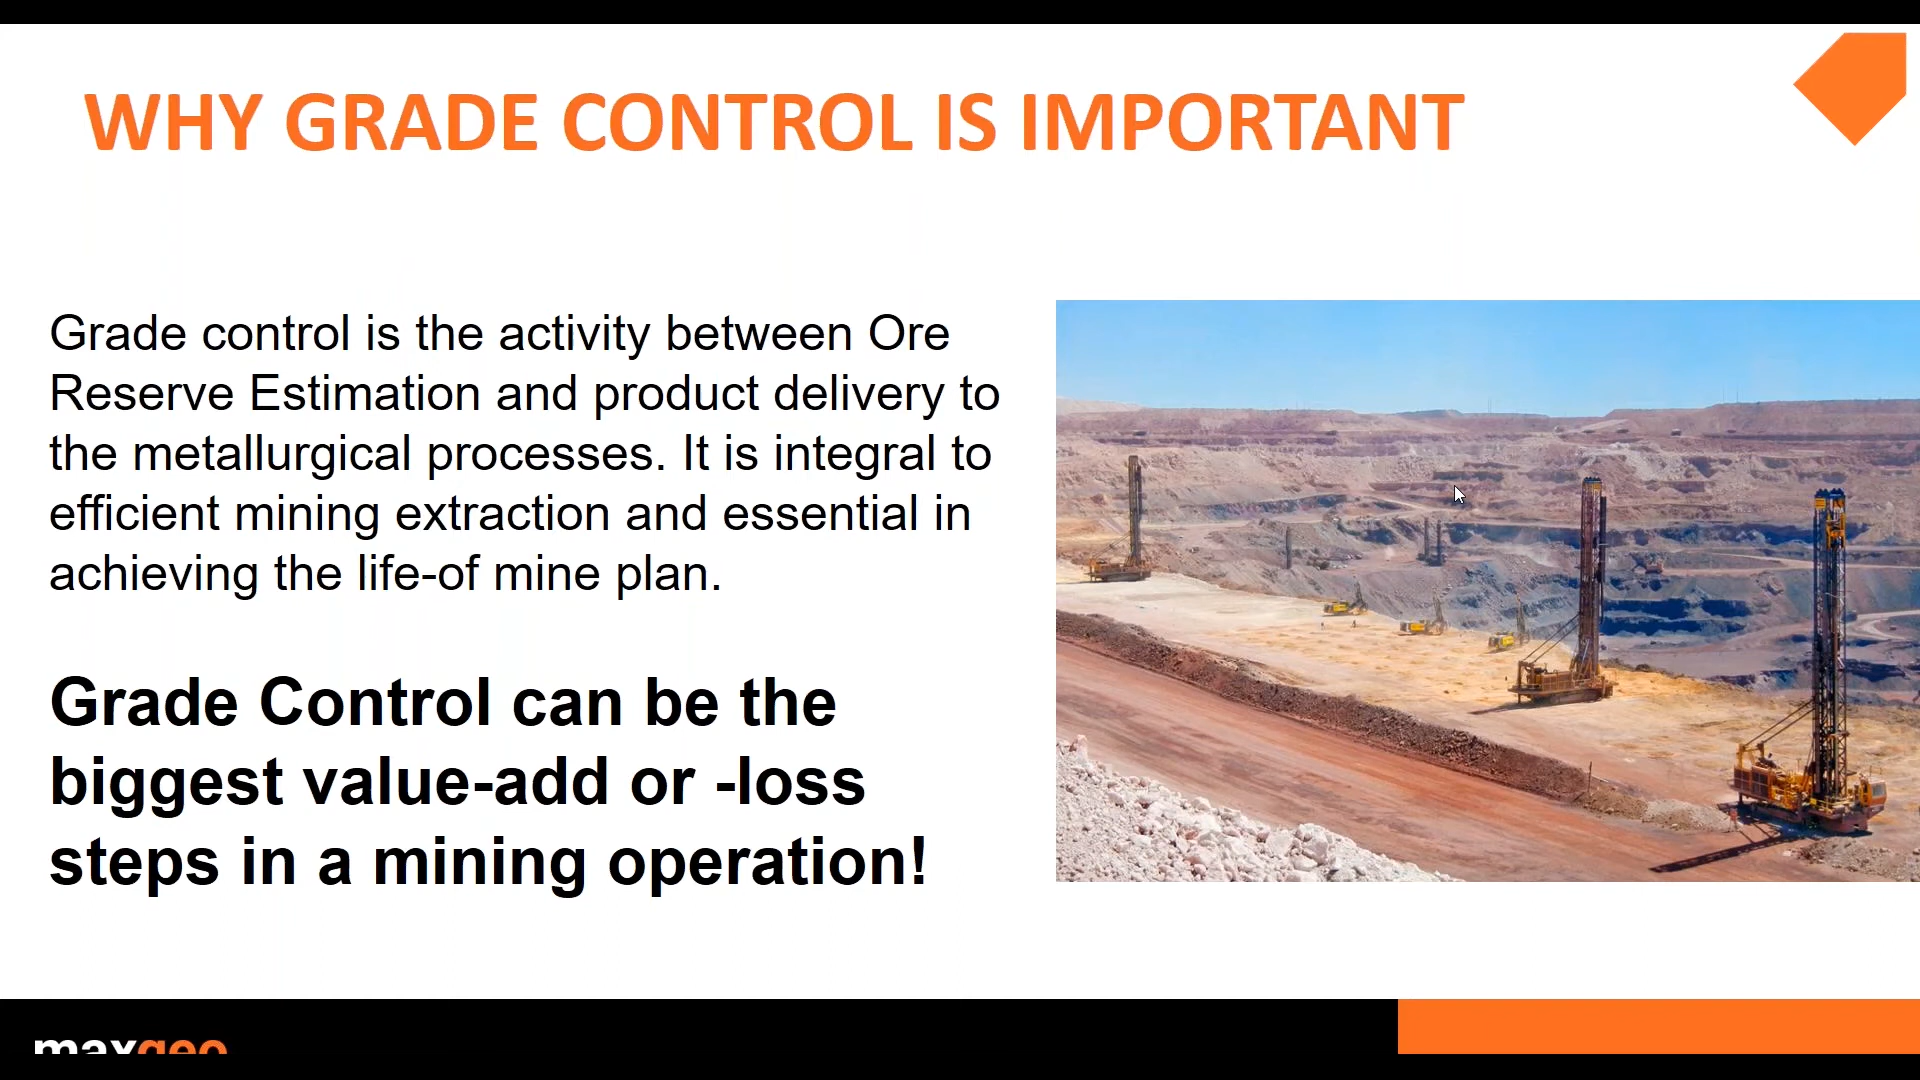 WHY GRADE CONTROL IS IMPORTANT
Grade control is the activity between Ore
Reserve Estimation and product delivery to
the metallurgical processes. It is integral to
efficient mining extraction and essential in
achieving the life-of mine plan.
Grade Control can be the
biggest value-add or -loss
steps in a mining operation!
maxgeo